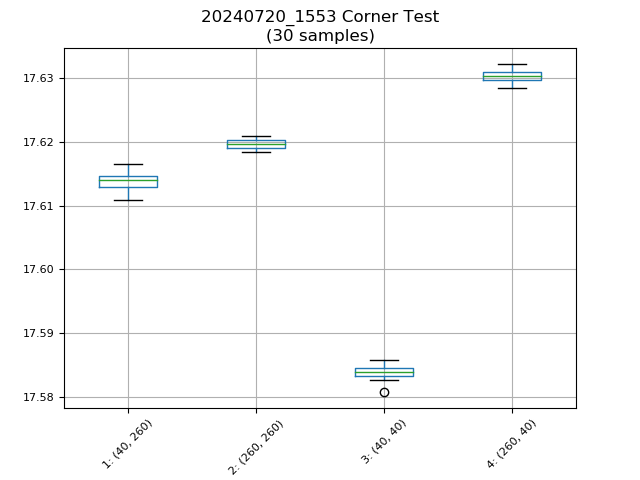 20240720_1553 Corner Test
(30 samples)
17.63
17.62
17.61
17.60
17.59
17.58
1: (40, 260)
2: (260, 260)
3: (40, 40)
4: (260, 40)